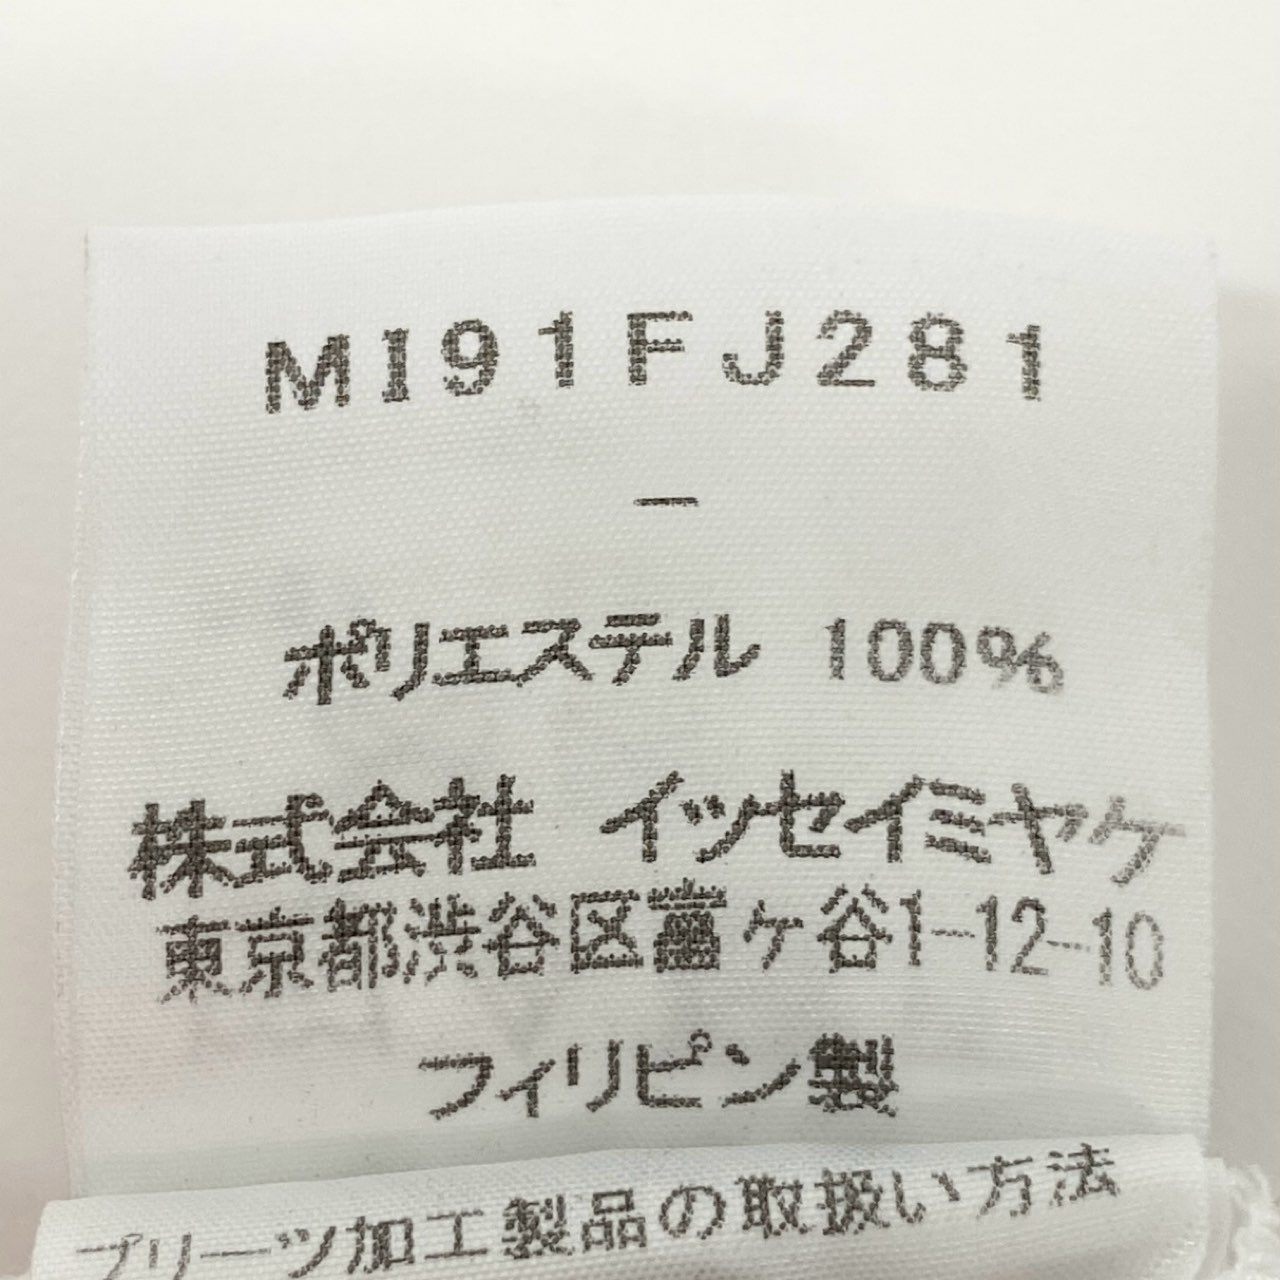 MI91FJ281
—
ポリエステル 100%
株式会社 イッセイミヤケ
東京都渋谷区富ヶ谷1-12-10
フィリピン製
プリーツ加工製品の取扱い方法